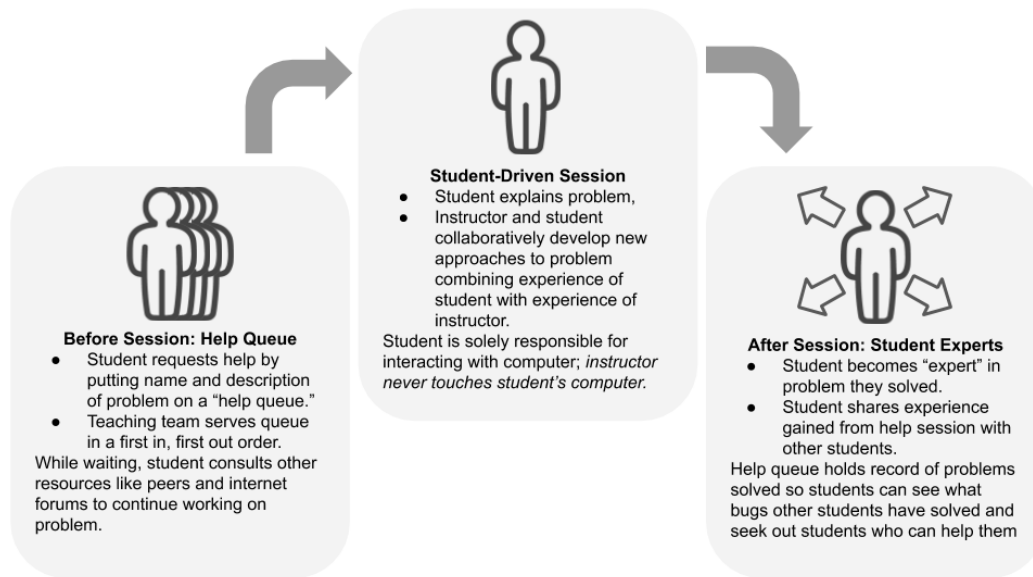 Before Session: Help Queue
● Student requests help by
putting name and description
of problem on a “help queue.”
● Teaching team serves queue
in a first in, first out order.
While waiting, student consults other
resources like peers and internet
forums to continue working on
problem.
Student-Driven Session
● Student explains problem,
● Instructor and student
collaboratively develop new
approaches to problem
combining experience of
student with experience of
instructor.
Student is solely responsible for
interacting with computer; instructor
never touches student’s computer.
After Session: Student Experts
● Student becomes “expert” in
problem they solved.
● Student shares experience
gained from help session with
other students.
Help queue holds record of problems
solved so students can see what
bugs other students have solved and
seek out students who can help them